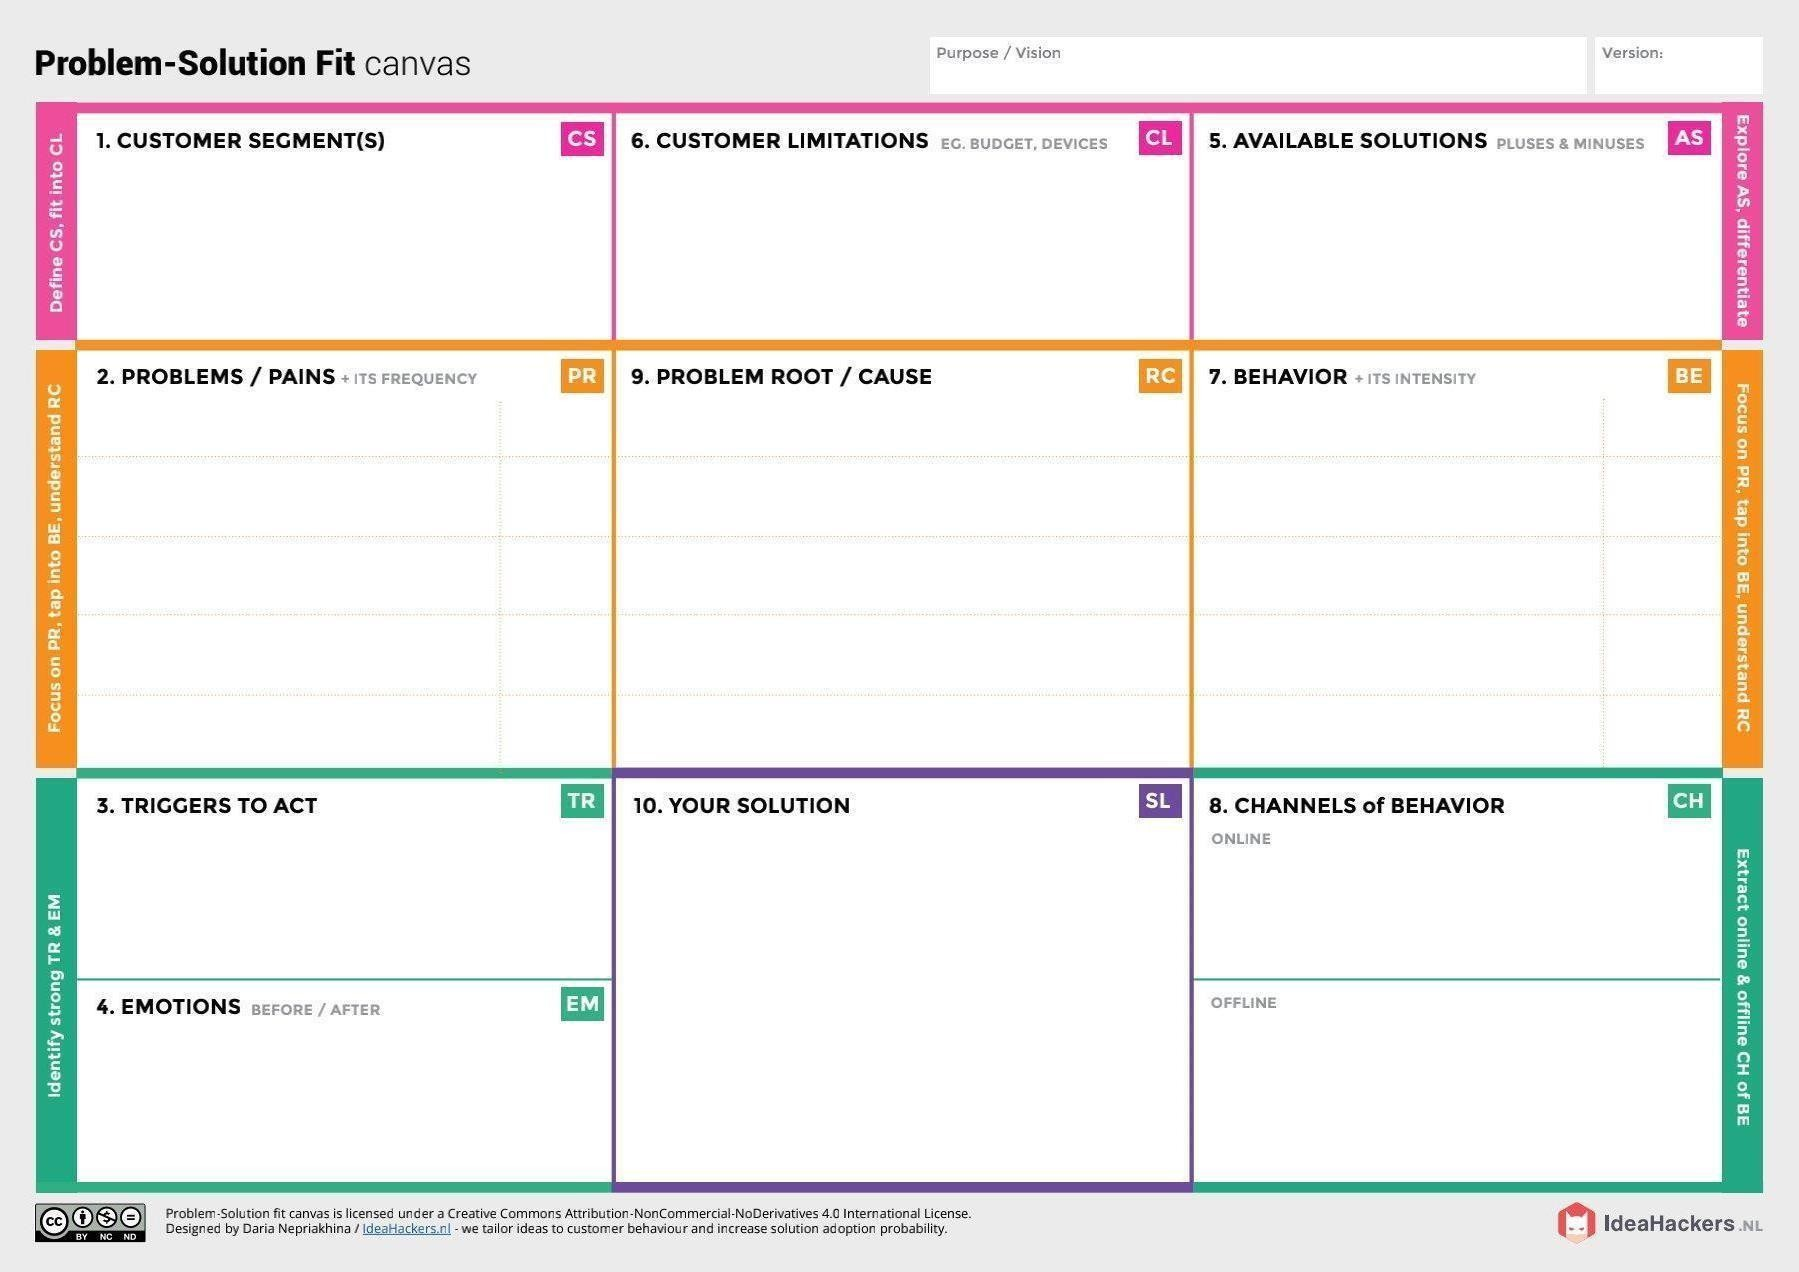 Problem-Solution Fit canvas
Purpose / Vision
Version:
Define CS, fit into CL
1. CUSTOMER SEGMENT(S)
CS
6. CUSTOMER LIMITATIONS EG. BUDGET, DEVICES
CL
5. AVAILABLE SOLUTIONS PLUSES & MINUSES
AS
Explore AS, differentiate
Focus on PR, tap into BE, understand RC
2. PROBLEMS / PAINS + ITS FREQUENCY
PR
9. PROBLEM ROOT / CAUSE
RC
7. BEHAVIOR + ITS INTENSITY
BE
Focus on PR, tap into BE, understand RC
Identify strong TR & EM
3. TRIGGERS TO ACT
TR
4. EMOTIONS BEFORE / AFTER
EM
10. YOUR SOLUTION
SL
8. CHANNELS of BEHAVIOR
CH
ONLINE
OFFLINE
Extract online & offline CH of BE
cc
BY NC ND
Problem-Solution fit canvas is licensed under a Creative Commons Attribution-NonCommercial-NoDerivatives 4.0 International License.
Designed by Daria Nepriakhina / IdeaHackers.nl - we tailor ideas to customer behaviour and increase solution adoption probability.
IdeaHackers.NL